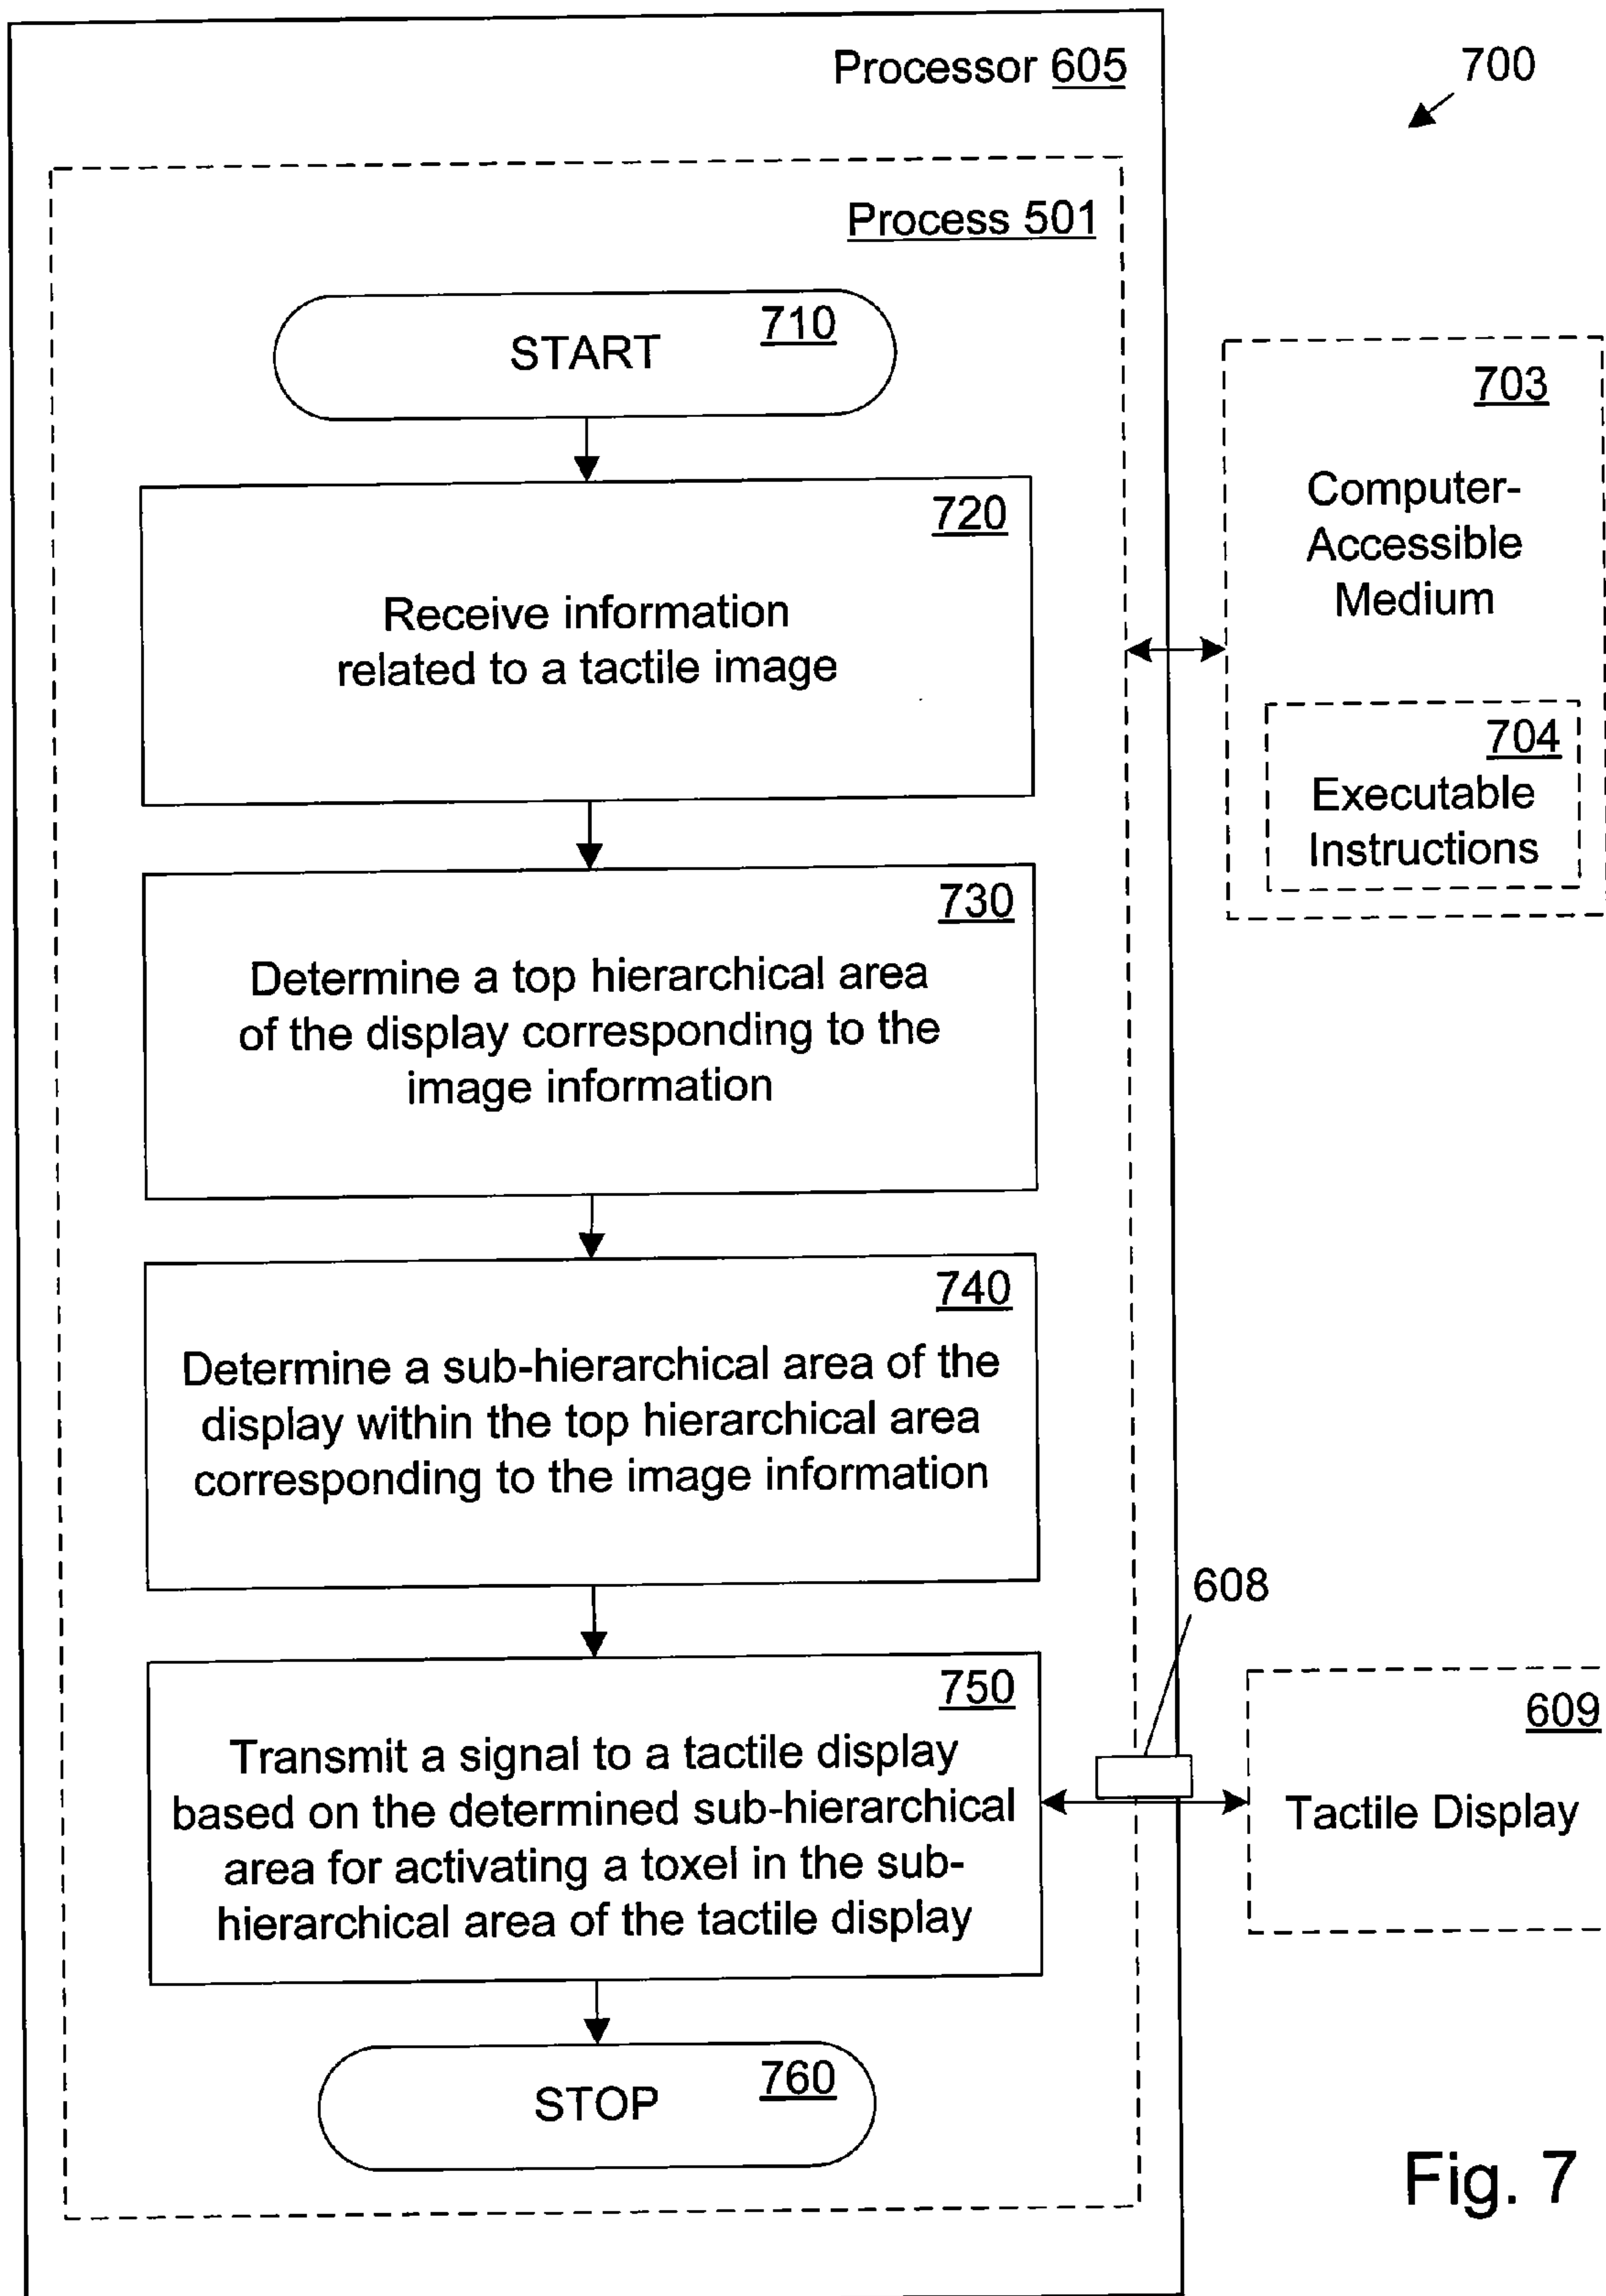 Processor 605
700
Process 501
710
START
720
Receive information
related to a tactile image
730
Determine a top hierarchical area
of the display corresponding to the
image information
740
Determine a sub-hierarchical area of the
display within the top hierarchical area
corresponding to the image information
750
Transmit a signal to a tactile display
based on the determined sub-hierarchical
area for activating a toxel in the sub-
hierarchical area of the tactile display
760
STOP
703
Computer-
Accessible
Medium
704
Executable
Instructions
608
609
Tactile Display
Fig. 7